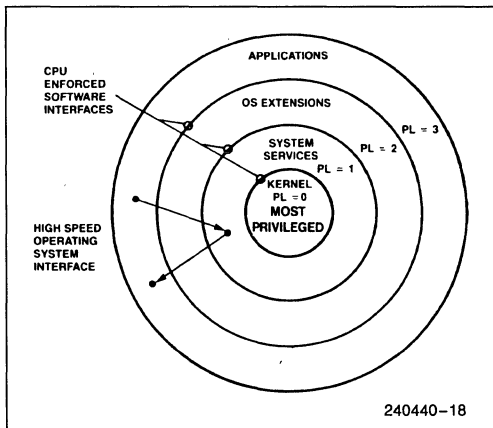 APPLICATIONS
CPU
ENFORCED
SOFTWARE
INTERFACES
OS EXTENSIONS
PL = 3
SYSTEM
SERVICES
PL = 2
PL = 1
KERNEL
PL = 0
MOST
PRIVILEGED
HIGH SPEED
OPERATING
SYSTEM
INTERFACE
240440-18